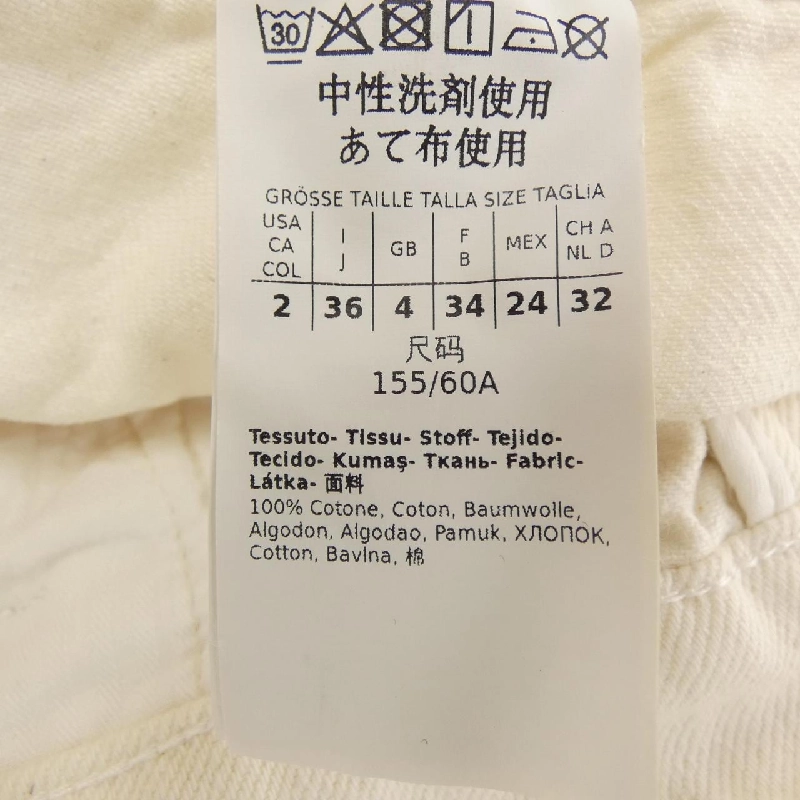 30
中性洗剤使用
あて布使用
GRÖSSE TAILLE TALLA SIZE TAGLIA
USA CA COL | I J | GB | F B | MEX | CH A NL D
2 | 36 | 4 | 34 | 24 | 32
尺码
155/60A
Tessuto- Tissu- Stoff- Tejido-
Tecido- Kumaş- Ткань- Fabric-
Látka- 面料
100% Cotone, Coton, Baumwolle,
Algodon, Algodao, Pamuk, ХЛОПОК,
Cotton, Bavlna, 棉